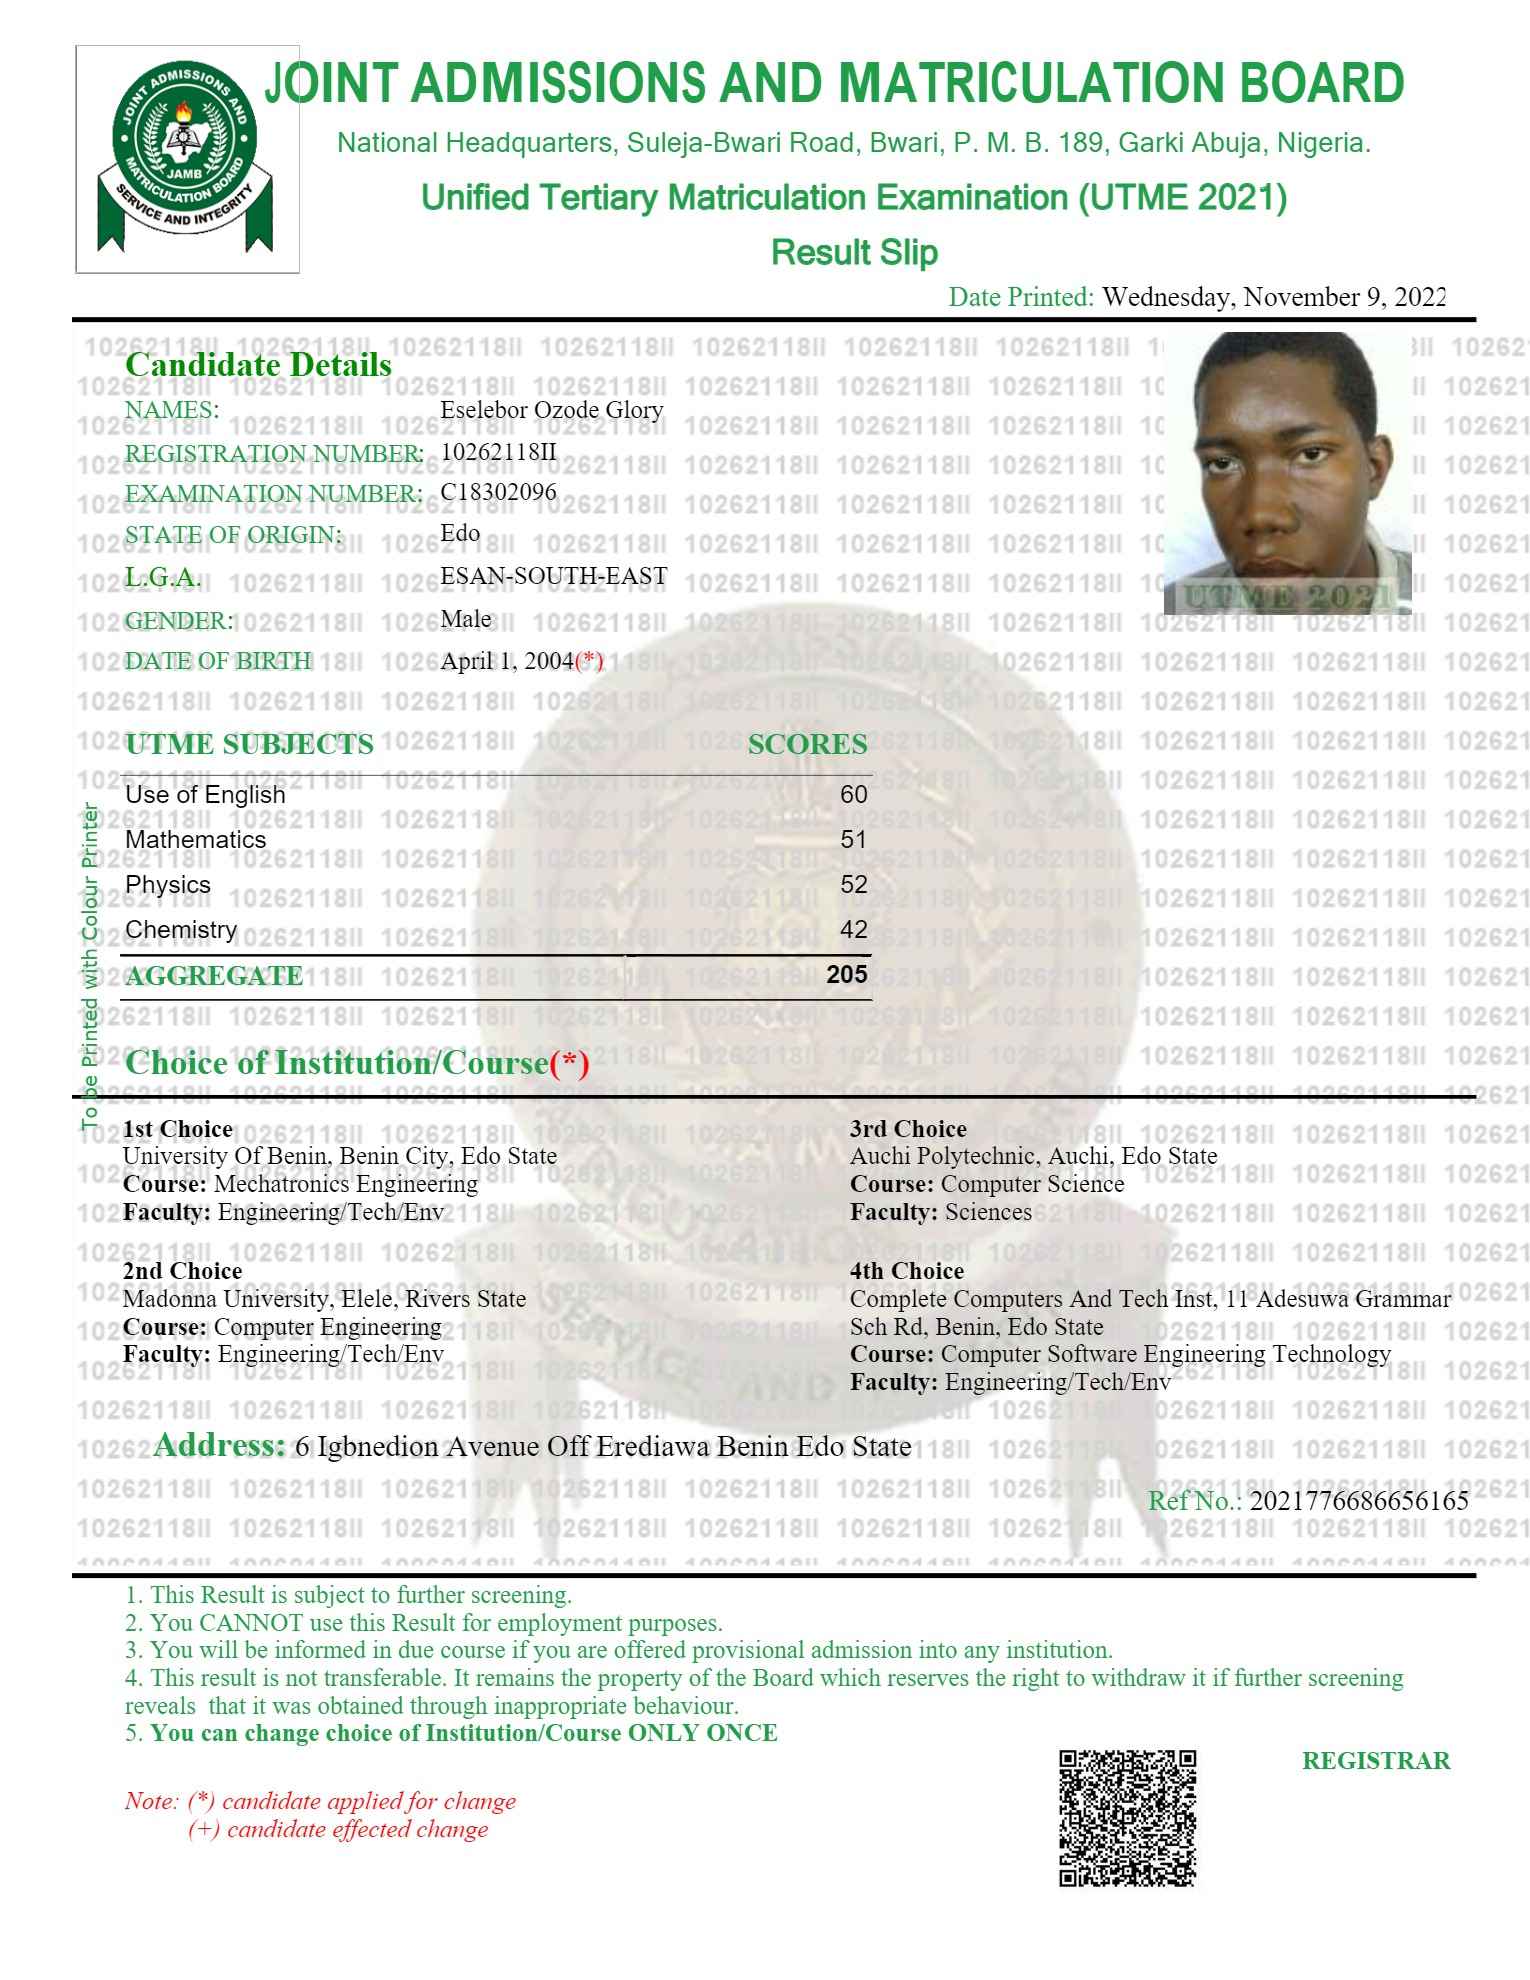 JOINT ADMISSIONS AND MATRICULATION BOARD
JOINT ADMISSIONS AND
MATRICULATION BOARD
JAMB
SERVICE AND INTEGRITY
National Headquarters, Suleja-Bwari Road, Bwari, P. M. B. 189, Garki Abuja, Nigeria.
Unified Tertiary Matriculation Examination (UTME 2021)
Result Slip
Date Printed: Wednesday, November 9, 2022
Candidate Details
NAMES: Eselebor Ozode Glory
REGISTRATION NUMBER: 10262118II
EXAMINATION NUMBER: C18302096
STATE OF ORIGIN: Edo
L.G.A. ESAN-SOUTH-EAST
GENDER: Male
DATE OF BIRTH April 1, 2004(*)
UTME 2021
UTME SUBJECTS SCORES
Use of English 60
Mathematics 51
Physics 52
Chemistry 42
AGGREGATE 205
To be Printed with Colour Printer
Choice of Institution/Course(*)
1st Choice
University Of Benin, Benin City, Edo State
Course: Mechatronics Engineering
Faculty: Engineering/Tech/Env
2nd Choice
Madonna University, Elele, Rivers State
Course: Computer Engineering
Faculty: Engineering/Tech/Env
3rd Choice
Auchi Polytechnic, Auchi, Edo State
Course: Computer Science
Faculty: Sciences
4th Choice
Complete Computers And Tech Inst, 11 Adesuwa Grammar
Sch Rd, Benin, Edo State
Course: Computer Software Engineering Technology
Faculty: Engineering/Tech/Env
Address: 6 Igbnedion Avenue Off Erediawa Benin Edo State
Ref No.: 2021776686656165
1. This Result is subject to further screening.
2. You CANNOT use this Result for employment purposes.
3. You will be informed in due course if you are offered provisional admission into any institution.
4. This result is not transferable. It remains the property of the Board which reserves the right to withdraw it if further screening
reveals that it was obtained through inappropriate behaviour.
5. You can change choice of Institution/Course ONLY ONCE
REGISTRAR
Note: (*) candidate applied for change
(+) candidate effected change